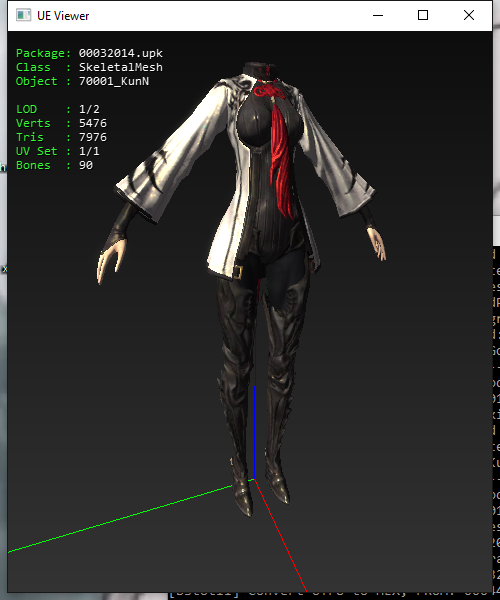 UE Viewer
Package: 00032014.upk
Class : SkeletalMesh
Object : 70001_KunN
LOD : 1/2
Verts : 5476
Tris : 7976
UV Set : 1/1
Bones : 90